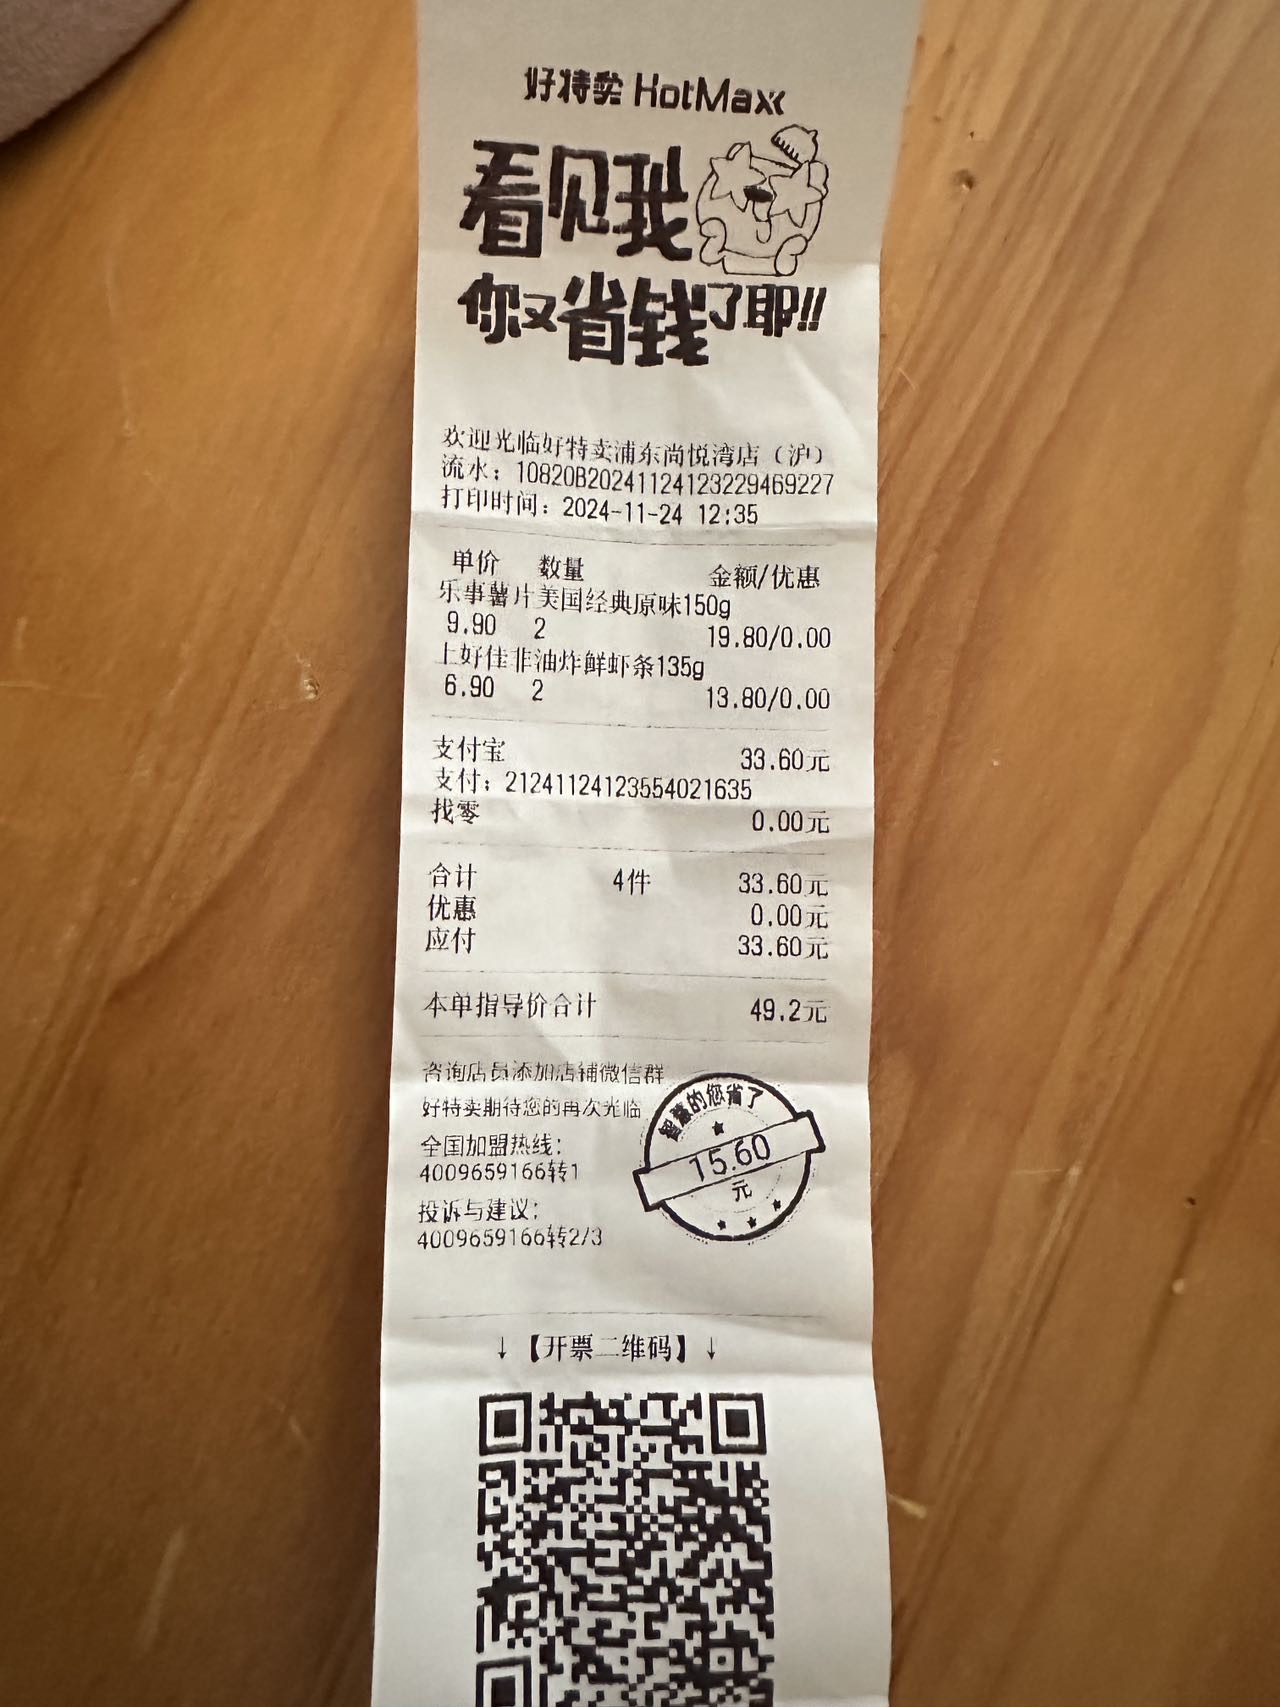 好特卖 HotMaxx
看见我
你又省钱了耶!!
欢迎光临好特卖浦东尚悦湾店（沪）
流水：10820B20241124123229469227
打印时间：2024-11-24 12:35
单价 数量 金额/优惠
乐事薯片美国经典原味150g
9.90 2 19.80/0.00
上好佳非油炸鲜虾条135g
6.90 2 13.80/0.00
支付宝 33.60元
支付：21241124123554021635
找零 0.00元
合计 4件 33.60元
优惠 0.00元
应付 33.60元
本单指导价合计 49.2元
咨询店员添加店铺微信群
好特卖期待您的再次光临
全国加盟热线：
4009659166转1
投诉与建议：
4009659166转2/3
智慧的您省了
15.60
元
↓【开票二维码】↓